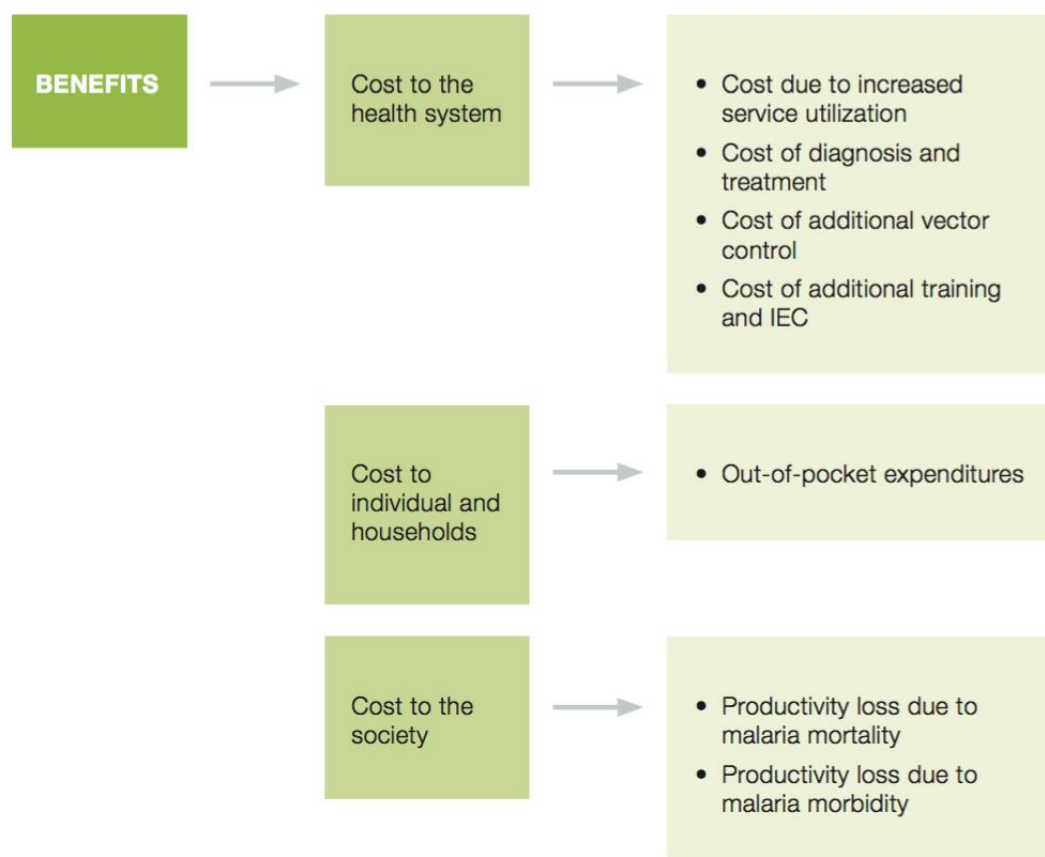 BENEFITS
Cost to the
health system
• Cost due to increased
service utilization
• Cost of diagnosis and
treatment
• Cost of additional vector
control
• Cost of additional training
and IEC
Cost to
individual and
households
• Out-of-pocket expenditures
Cost to the
society
• Productivity loss due to
malaria mortality
• Productivity loss due to
malaria morbidity